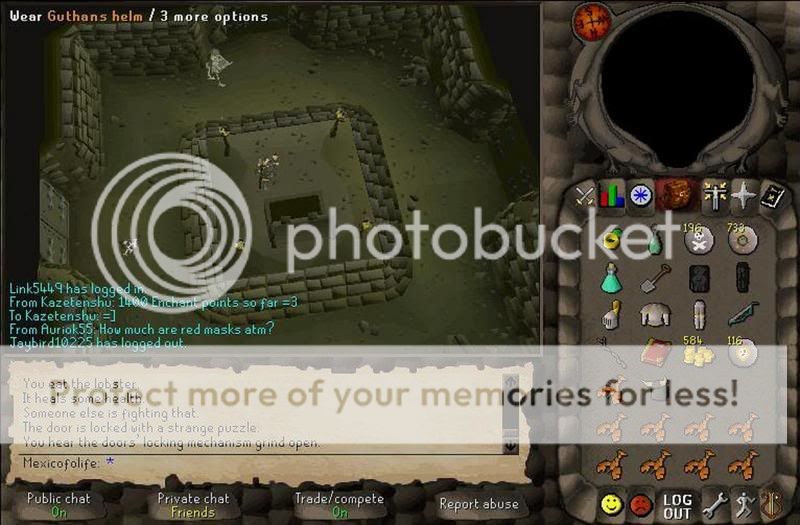 Wear Guthans helm / 3 more options
photobucket
196
733
Link5449 has logged in.
From Kazetenshu: 1400 Enchant points so far =3
To Kazetenshu: =]
From Auriok55: How much are red masks atm?
Jaybird10225 has logged out.
584
116
You eat the lobster.
It heals some health.
Protect more of your memories for less!
Someone else is fighting that.
The door is locked with a strange puzzle.
You hear the doors' locking mechanism grind open.
Mexicofolife: *
Public chat
On
Private chat
Friends
Trade/compete
On
Report abuse
LOG
OUT